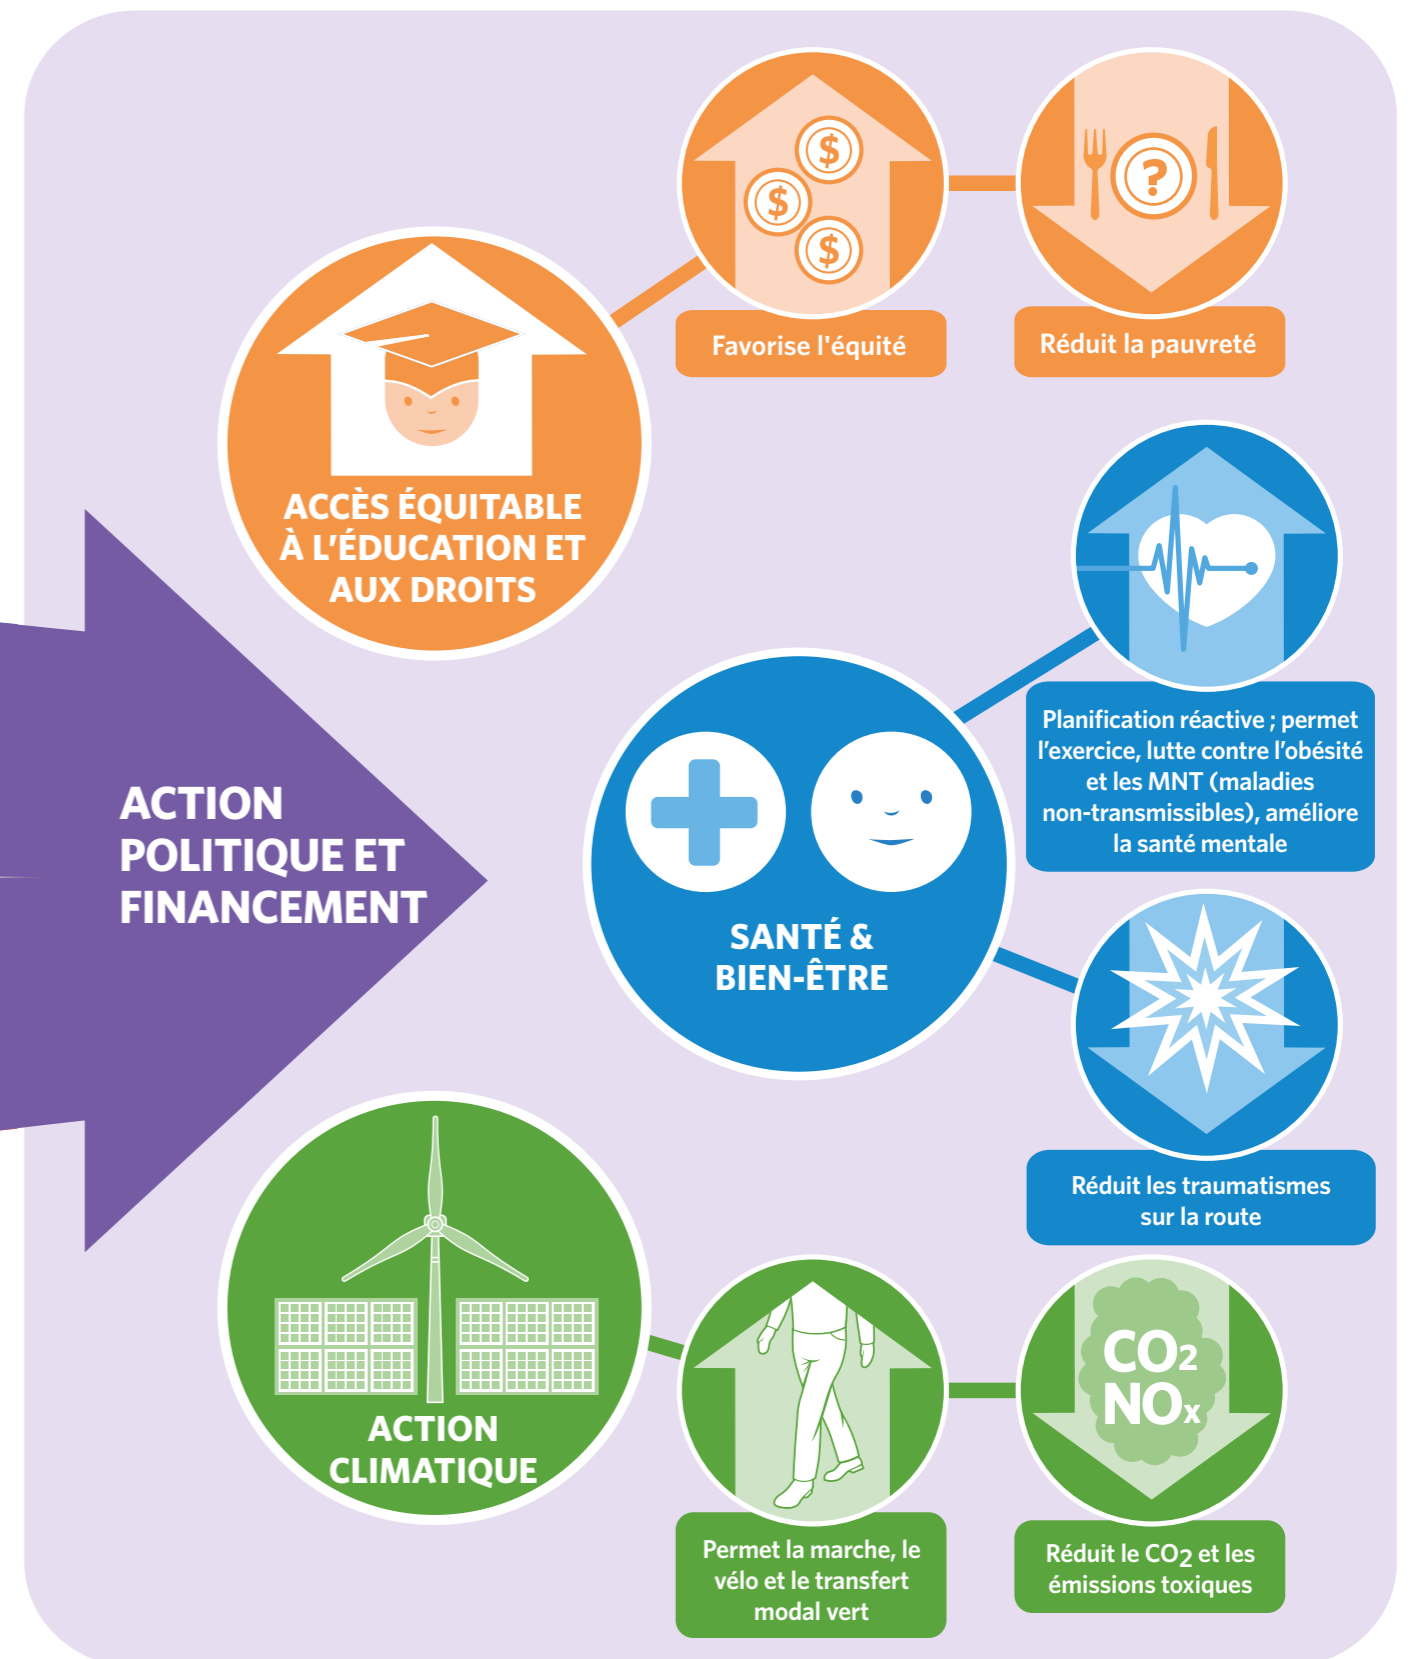 $
$
$
?
Favorise l'équité
Réduit la pauvreté
ACCÈS ÉQUITABLE
À L'ÉDUCATION ET
AUX DROITS
Planification réactive ; permet
l'exercice, lutte contre l'obésité
et les MNT (maladies
non-transmissibles), améliore
la santé mentale
ACTION
POLITIQUE ET
FINANCEMENT
SANTÉ &
BIEN-ÊTRE
Réduit les traumatismes
sur la route
ACTION
CLIMATIQUE
CO2
NOx
Permet la marche, le
vélo et le transfert
modal vert
Réduit le CO2 et les
émissions toxiques